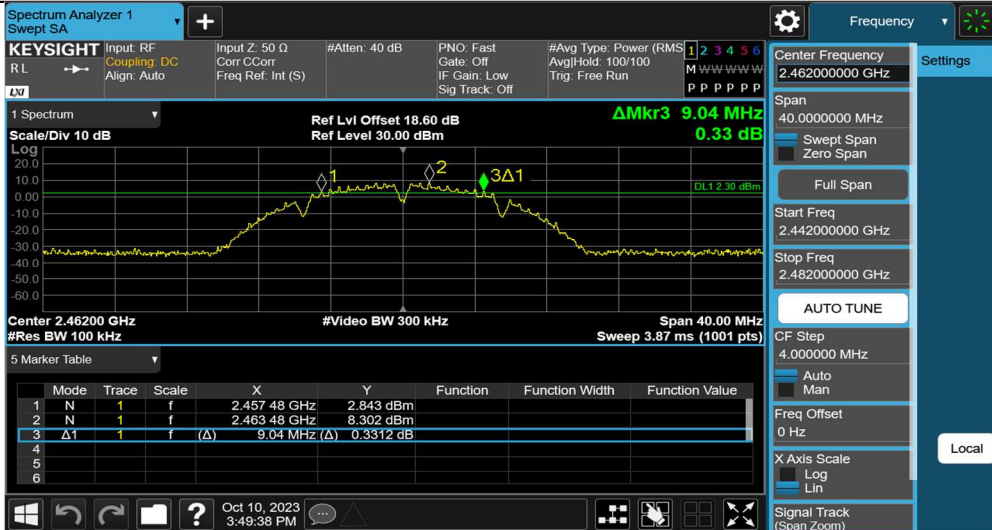 Spectrum Analyzer 1
Swept SA
+
Frequency
KEYSIGHT
RL
LXI
Input: RF
Coupling: DC
Align: Auto
Input Z: 50 Ω
Corr CCorr
Freq Ref: Int (S)
#Atten: 40 dB
PNO: Fast
Gate: Off
IF Gain: Low
Sig Track: Off
#Avg Type: Power (RMS
Avg|Hold: 100/100
Trig: Free Run
1 2 3 4 5 6
M W W W W W
P P P P P P
Center Frequency
2.462000000 GHz
Settings
Span
40.0000000 MHz
Swept Span
Zero Span
Full Span
Start Freq
2.442000000 GHz
Stop Freq
2.482000000 GHz
AUTO TUNE
CF Step
4.000000 MHz
Auto
Man
Freq Offset
0 Hz
X Axis Scale
Log
Lin
Local
Signal Track
(Span Zoom)
1 Spectrum
Scale/Div 10 dB
Log
Ref Lvl Offset 18.60 dB
Ref Level 30.00 dBm
ΔMkr3 9.04 MHz
0.33 dB
20.0
10.0
0.00
-10.0
-20.0
-30.0
-40.0
-50.0
-60.0
1
2
3Δ1
DL1 2.30 dBm
Center 2.46200 GHz
#Video BW 300 kHz
Span 40.00 MHz
#Res BW 100 kHz
Sweep 3.87 ms (1001 pts)
5 Marker Table
Mode Trace Scale X Y Function Function Width Function Value
1 N 1 f 2.457 48 GHz 2.843 dBm
2 N 1 f 2.463 48 GHz 8.302 dBm
3 Δ1 1 f (Δ) 9.04 MHz (Δ) 0.3312 dB
4
5
6
?
Oct 10, 2023
3:49:38 PM